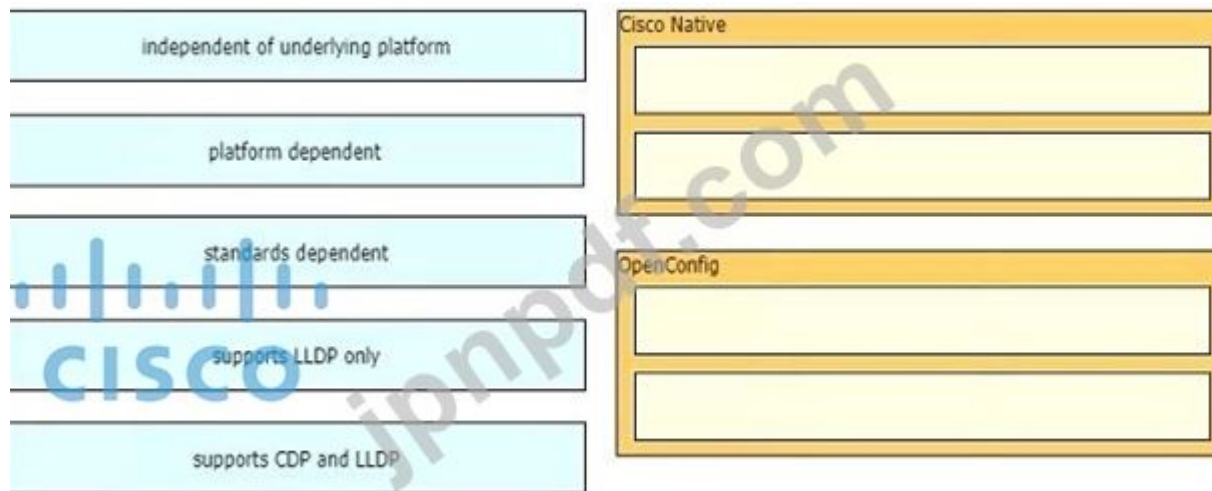 independent of underlying platform
platform dependent
standards dependent
supports LLDP only
supports CDP and LLDP
CISCO
Cisco Native
OpenConfig
jpnpdf.com